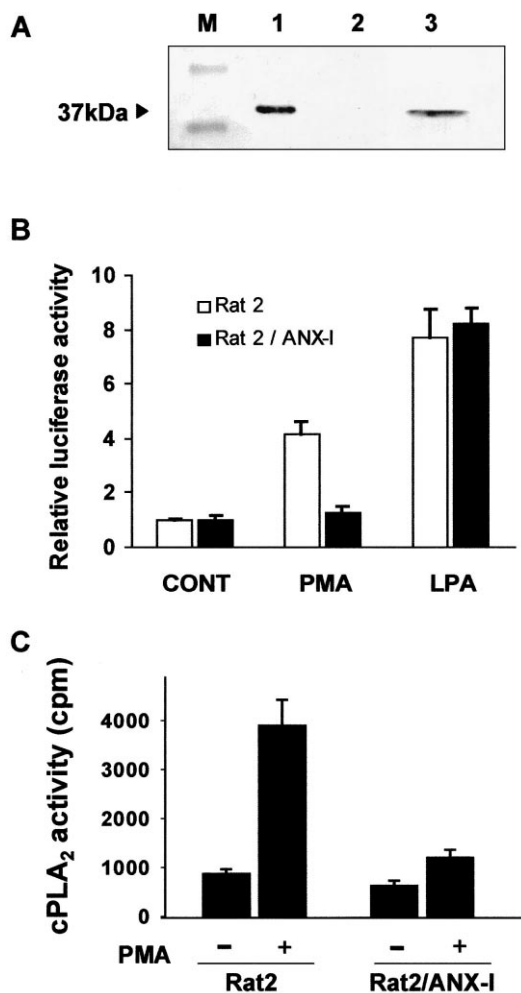 A
M 1 2 3
37kDa
B
Relative luciferase activity
10
8
6
4
2
0
Rat 2
Rat 2 / ANX-I
CONT PMA LPA
C
cPLA₂ activity (cpm)
4000
3000
2000
1000
0
PMA − + − +
Rat2 Rat2/ANX-I